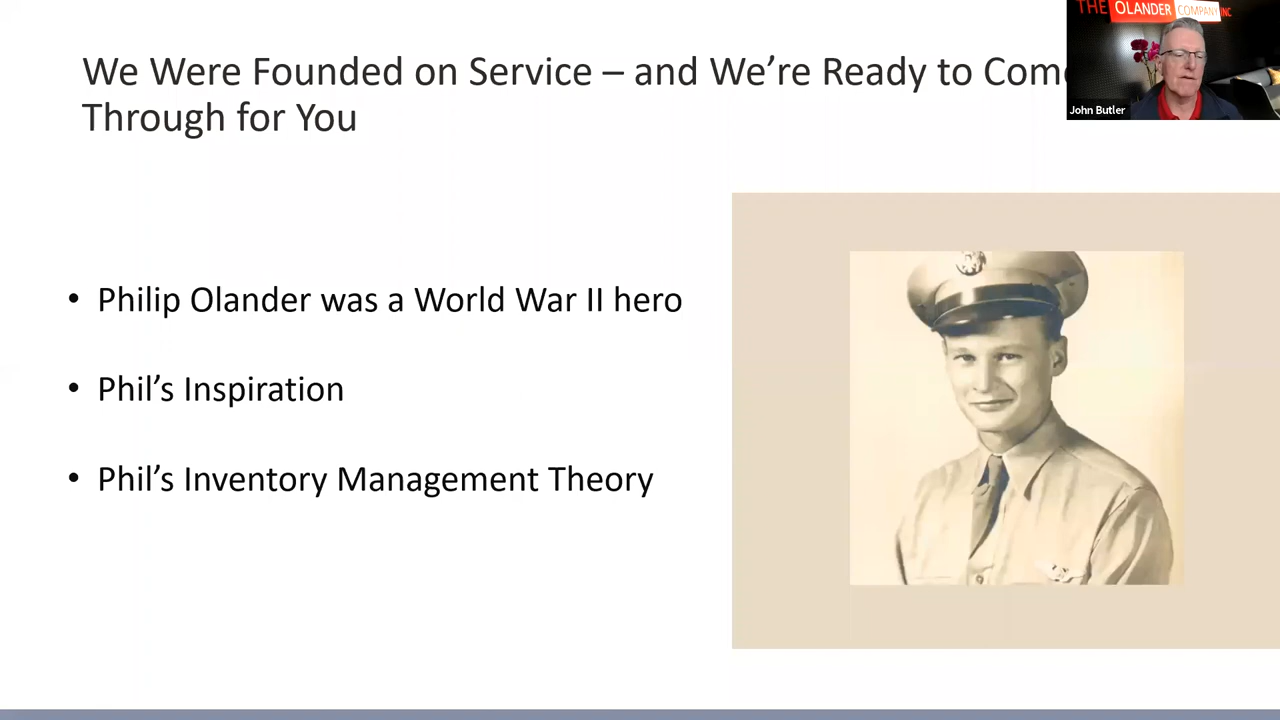 We Were Founded on Service – and We’re Ready to Com
Through for You
THE OLANDER COMPANY INC
John Butler
• Philip Olander was a World War II hero
• Phil’s Inspiration
• Phil’s Inventory Management Theory